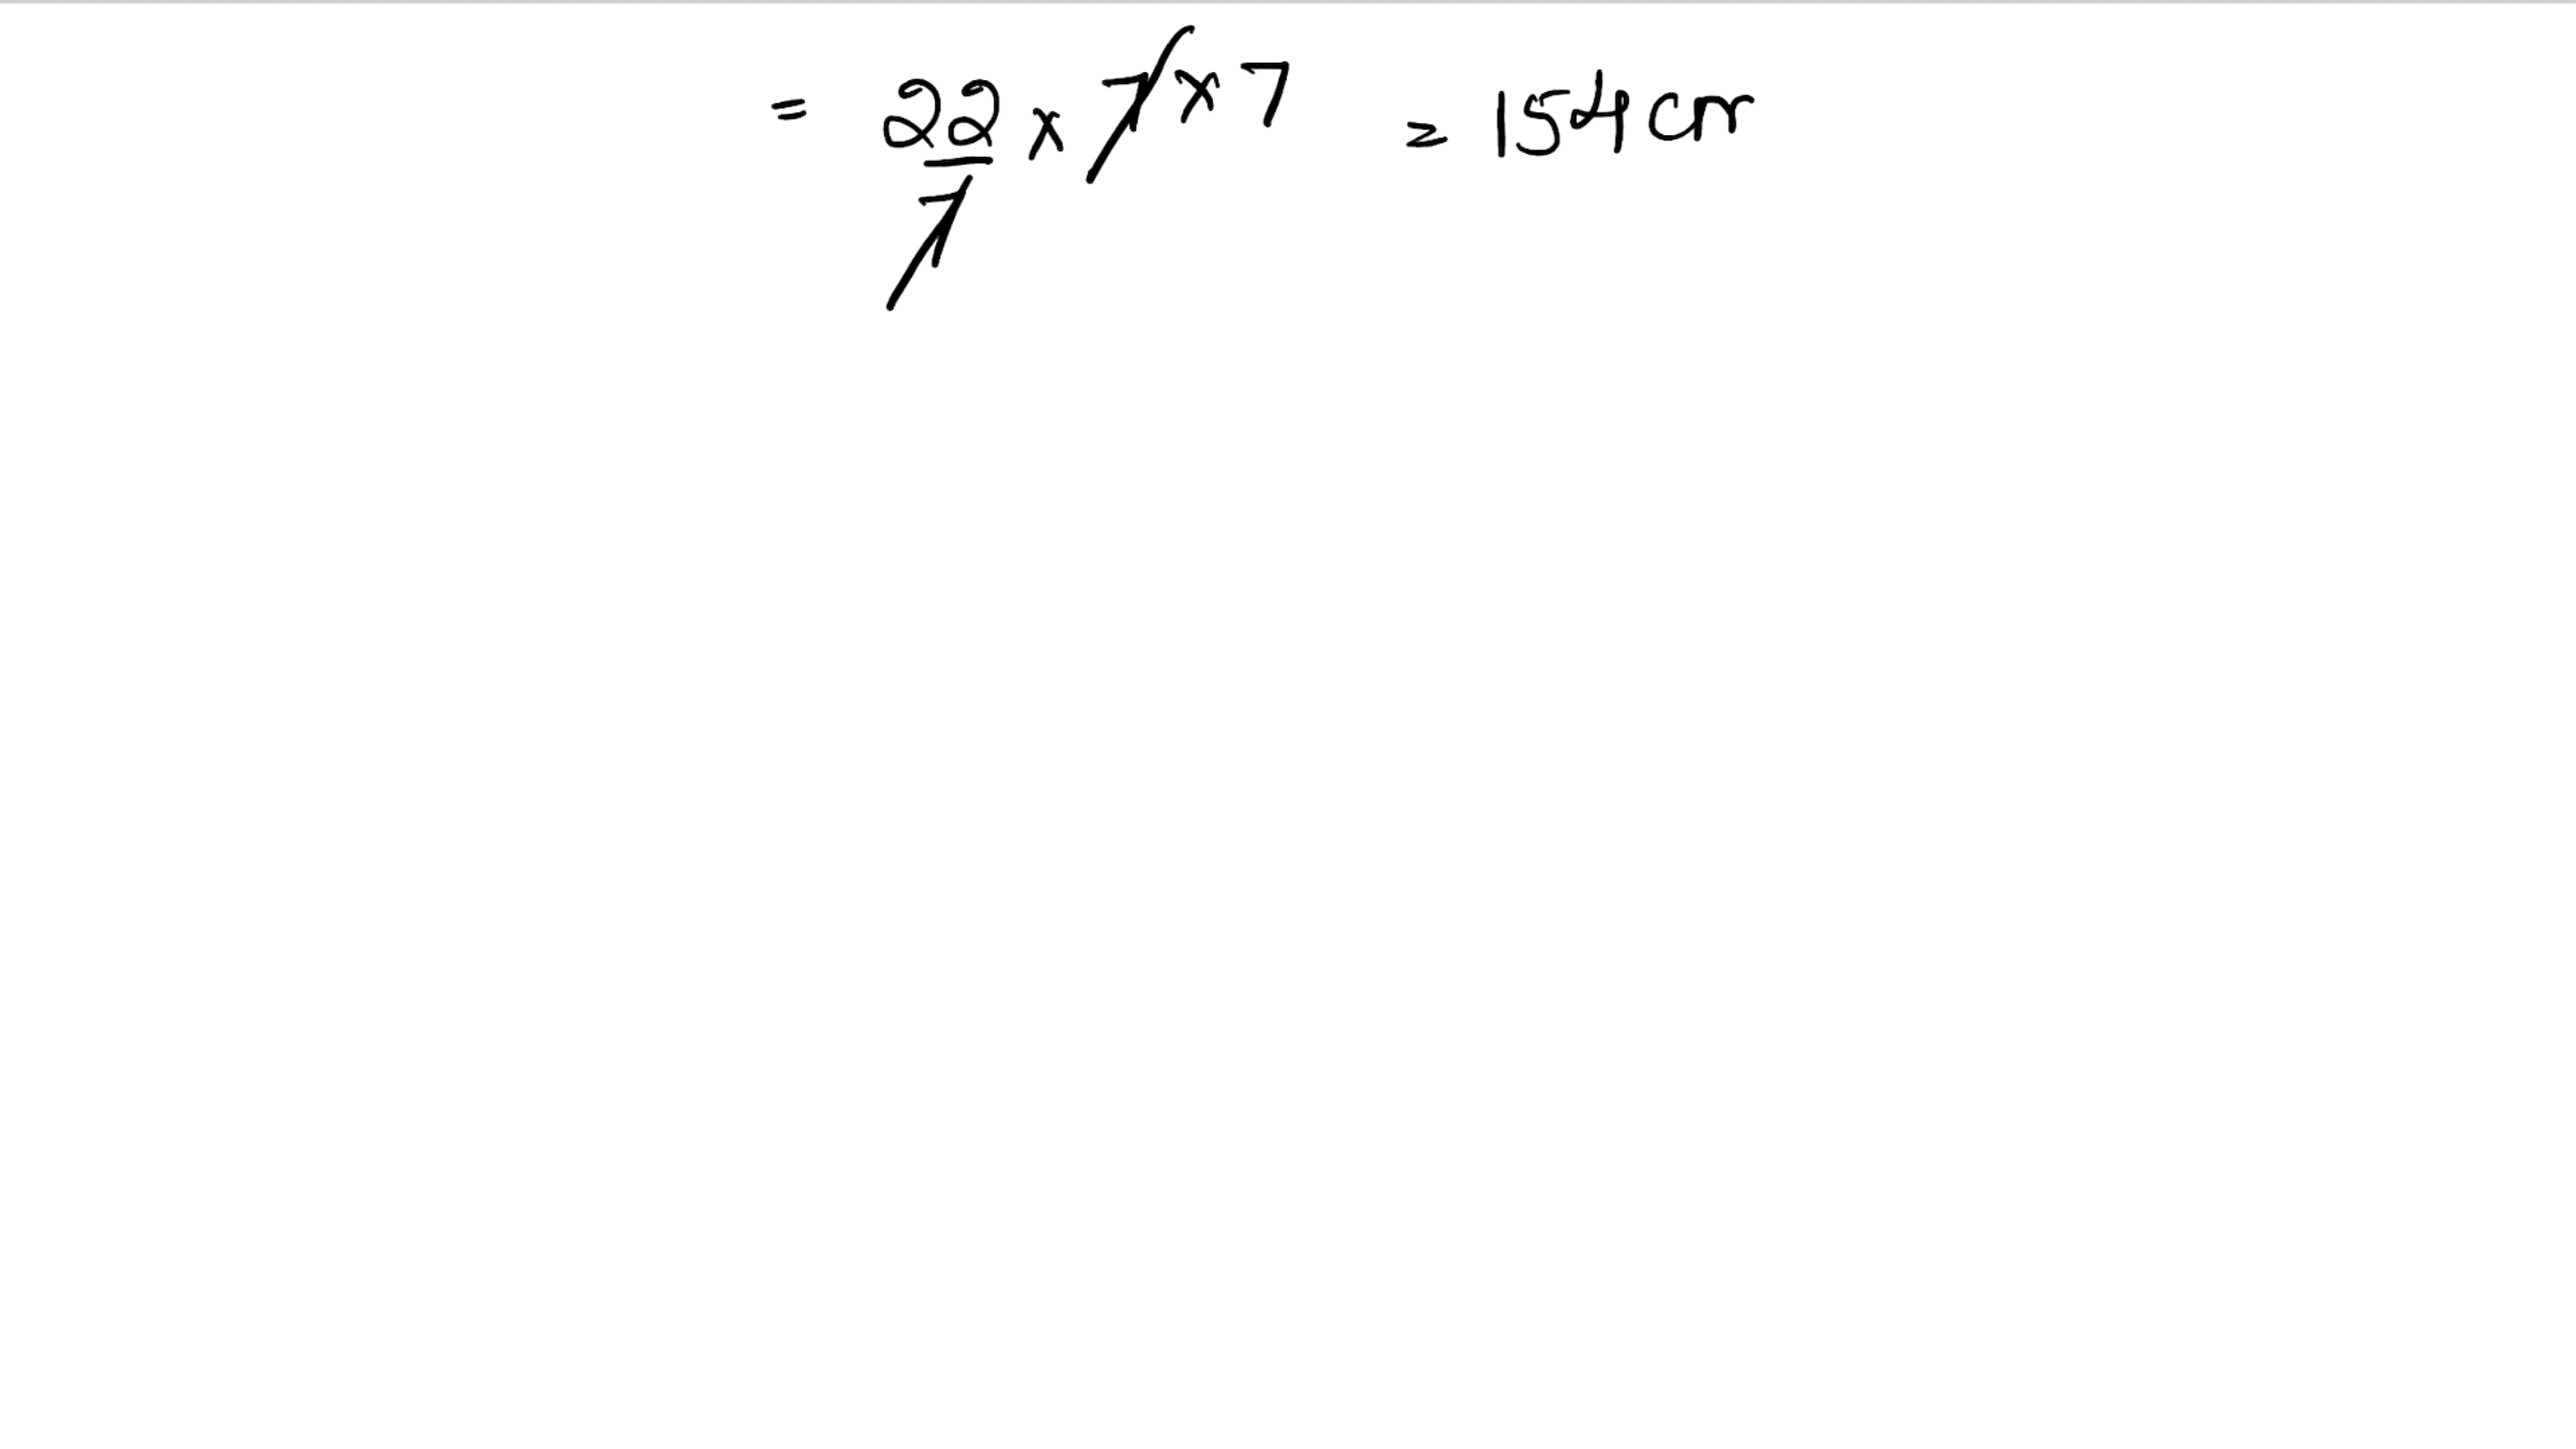 = 22 x 7 x 7 = 154 cm
7